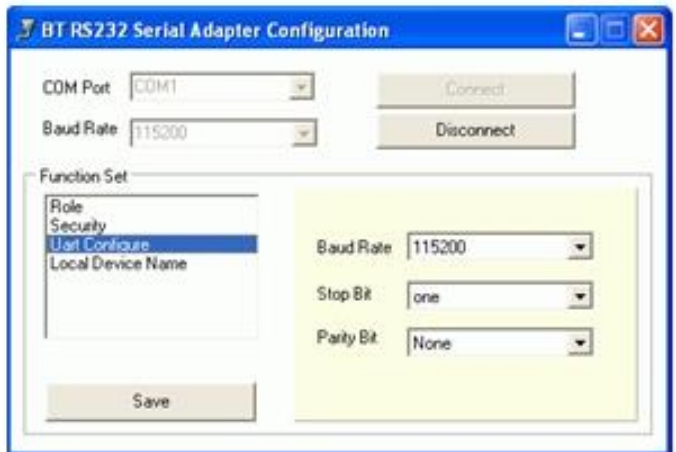 BT RS232 Serial Adapter Configuration
COM Port COM1 Connect
Baud Rate 115200 Disconnect
Function Set
Role
Security
Uart Configure
Local Device Name
Baud Rate 115200
Stop Bit one
Parity Bit None
Save